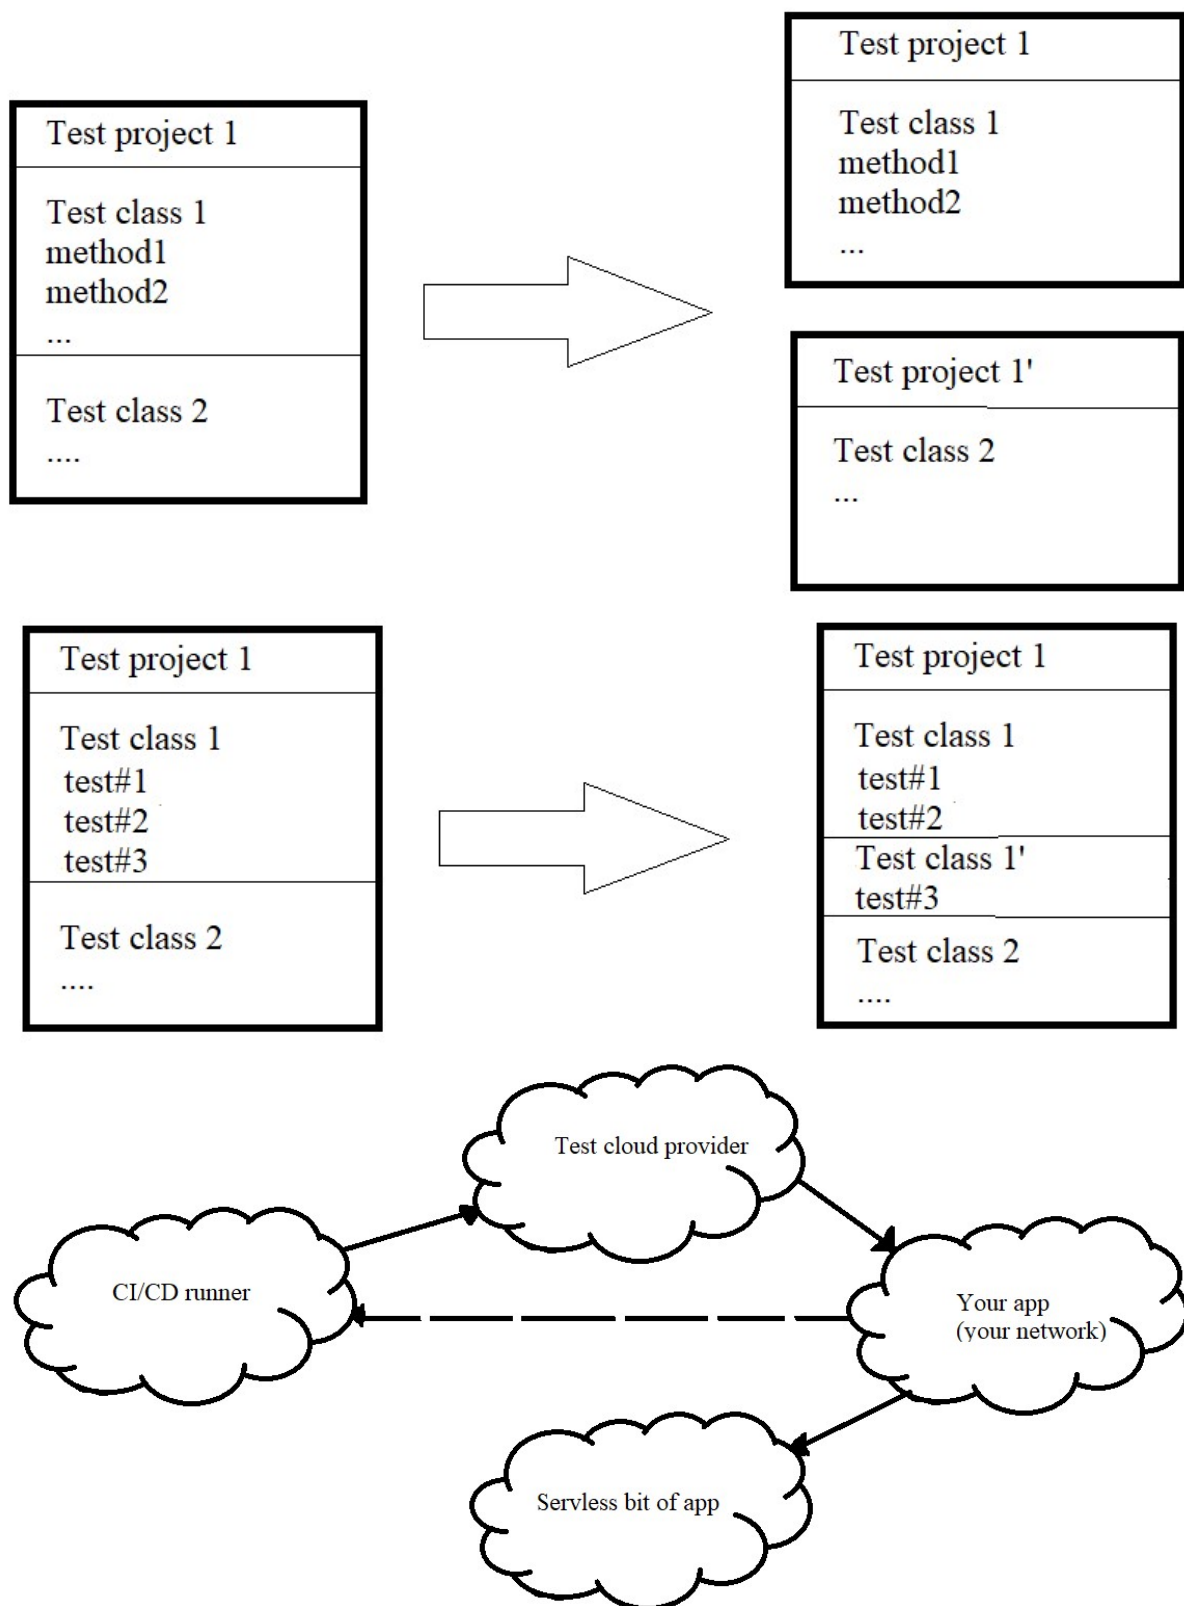 Test project 1
Test class 1
method1
method2
...
Test class 2
....
Test project 1
Test class 1
method1
method2
...
Test project 1'
Test class 2
...
Test project 1
Test class 1
test#1
test#2
test#3
Test class 2
....
Test project 1
Test class 1
test#1
test#2
Test class 1'
test#3
Test class 2
....
Test cloud provider
CI/CD runner
Your app
(your network)
Servless bit of app